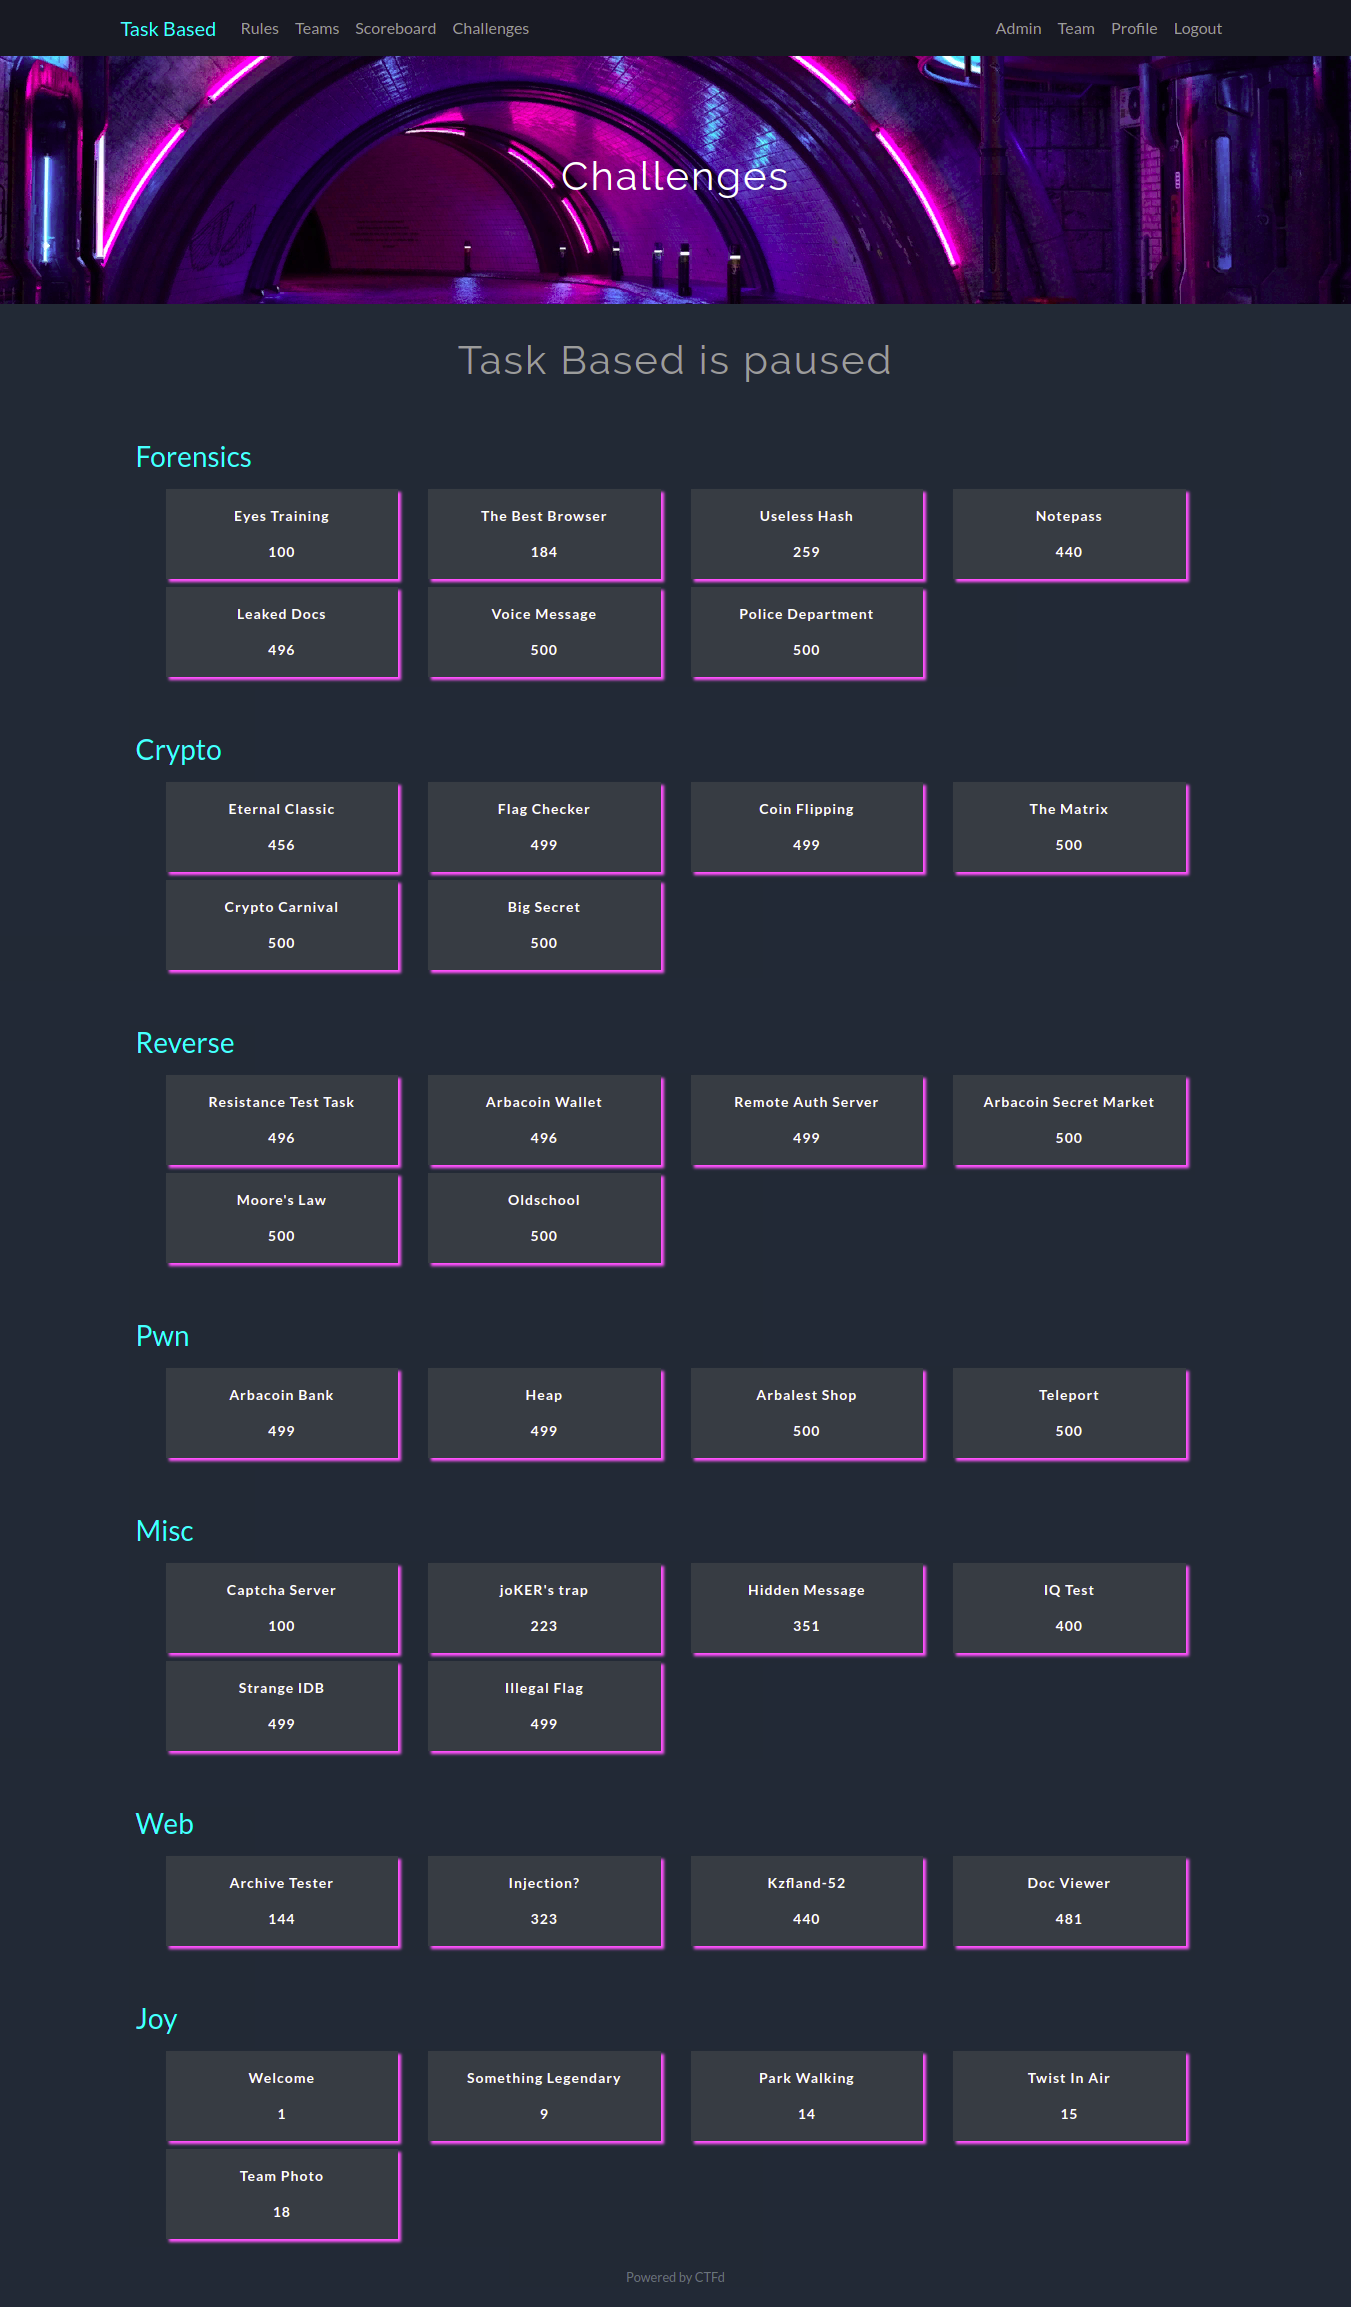 Task Based Rules Teams Scoreboard Challenges Admin Team Profile Logout
Challenges
Task Based is paused
Forensics
Eyes Training The Best Browser Useless Hash Notepass
100 184 259 440
Leaked Docs Voice Message Police Department
496 500 500
Crypto
Eternal Classic Flag Checker Coin Flipping The Matrix
456 499 499 500
Crypto Carnival Big Secret
500 500
Reverse
Resistance Test Task Arbacoin Wallet Remote Auth Server Arbacoin Secret Market
496 496 499 500
Moore's Law Oldschool
500 500
Pwn
Arbacoin Bank Heap Arbalest Shop Teleport
499 499 500 500
Misc
Captcha Server joKER's trap Hidden Message IQ Test
100 223 351 400
Strange IDB Illegal Flag
499 499
Web
Archive Tester Injection? Kzfland-52 Doc Viewer
144 323 440 481
Joy
Welcome Something Legendary Park Walking Twist In Air
1 9 14 15
Team Photo
18
Powered by CTFd